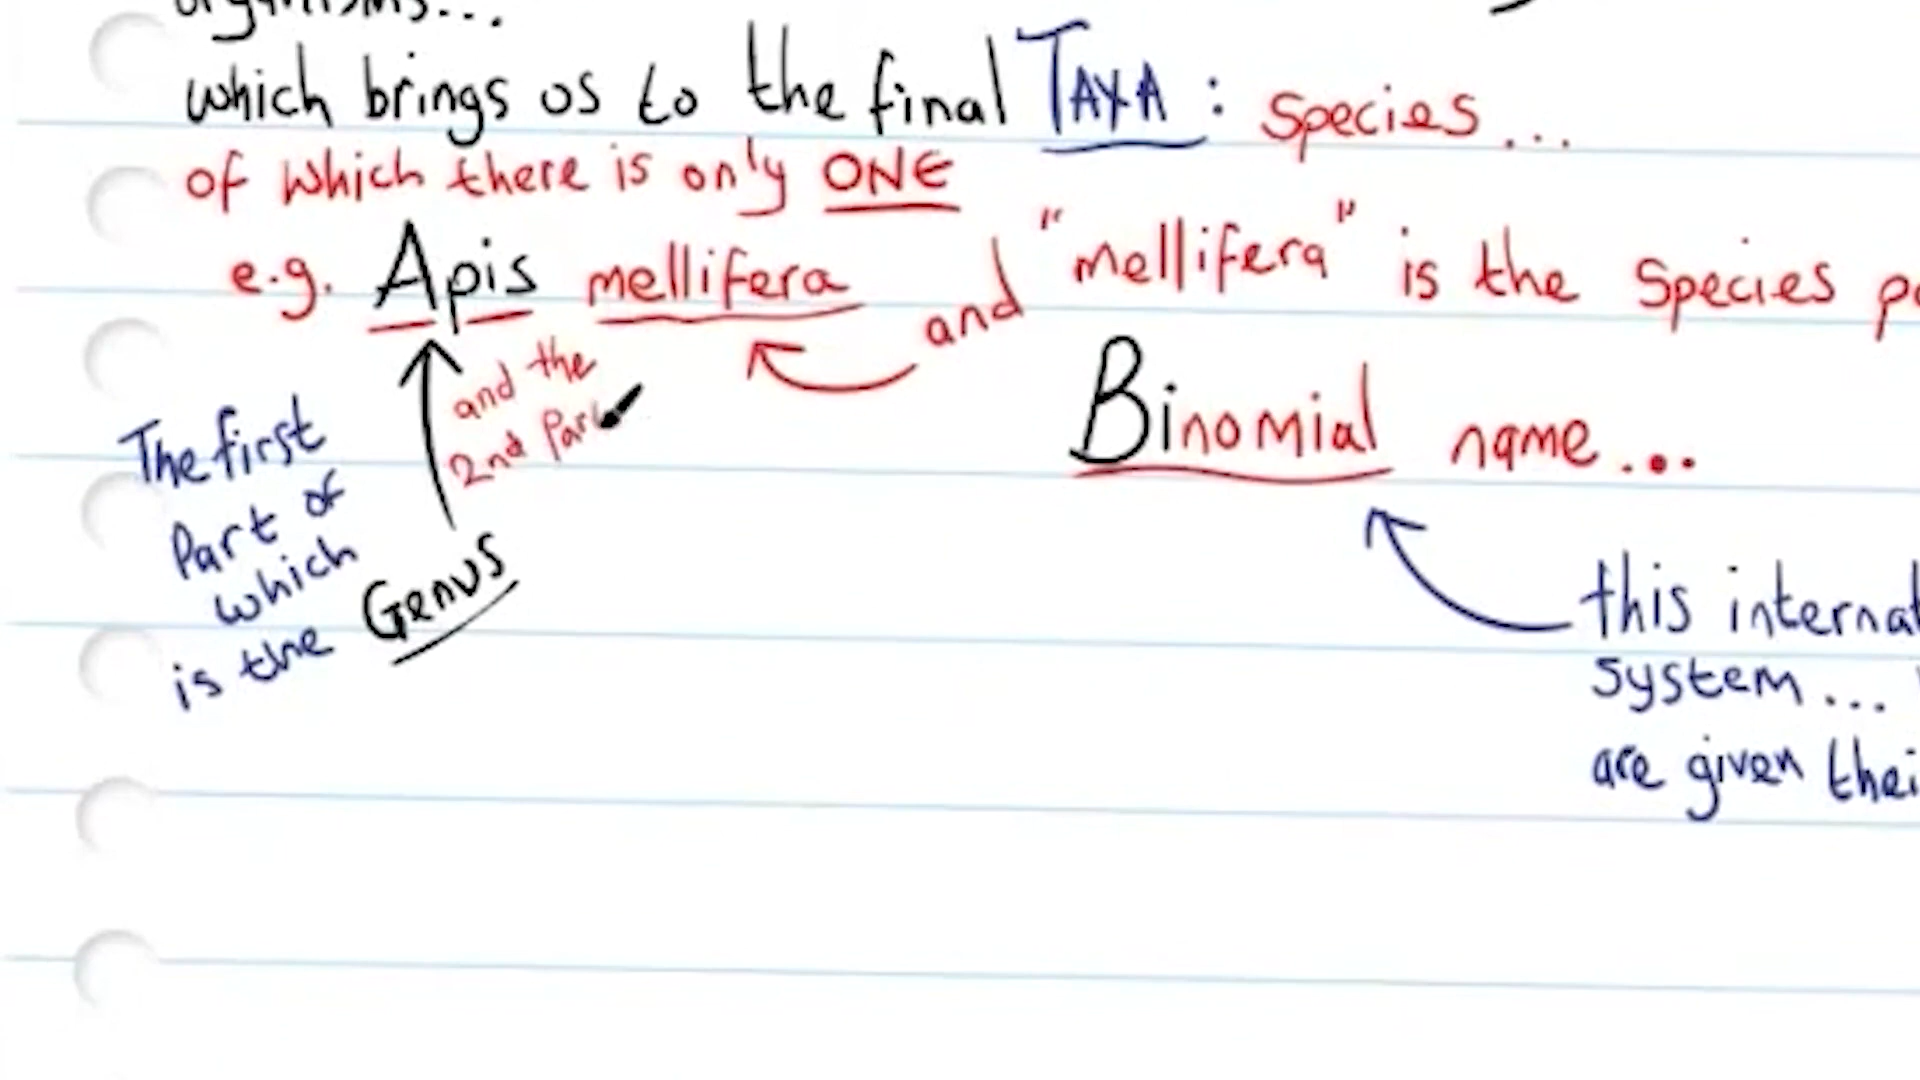 organisms...
which brings us to the final TAXA : Species...
of which there is only ONE
e.g. Apis mellifera and "mellifera" is the Species
and the
2nd Part
Binomial name...
The first
Part of
which
is the Genus
this
system...
are given